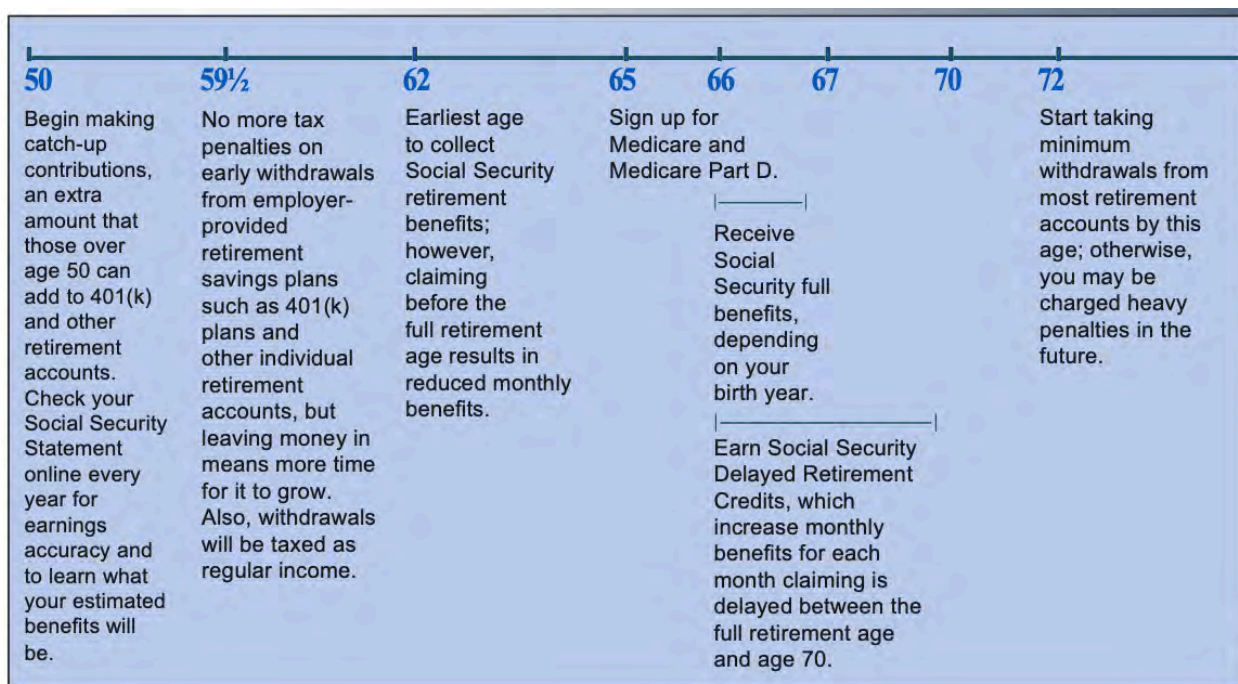 50
59½
62
65
66
67
70
72
Begin making
catch-up
contributions,
an extra
amount that
those over
age 50 can
add to 401(k)
and other
retirement
accounts.
Check your
Social Security
Statement
online every
year for
earnings
accuracy and
to learn what
your estimated
benefits will
be.
No more tax
penalties on
early withdrawals
from employer-
provided
retirement
savings plans
such as 401(k)
plans and
other individual
retirement
accounts, but
leaving money in
means more time
for it to grow.
Also, withdrawals
will be taxed as
regular income.
Earliest age
to collect
Social Security
retirement
benefits;
however,
claiming
before the
full retirement
age results in
reduced monthly
benefits.
Sign up for
Medicare and
Medicare Part D.
Receive
Social
Security full
benefits,
depending
on your
birth year.
Earn Social Security
Delayed Retirement
Credits, which
increase monthly
benefits for each
month claiming is
delayed between the
full retirement age
and age 70.
Start taking
minimum
withdrawals from
most retirement
accounts by this
age; otherwise,
you may be
charged heavy
penalties in the
future.